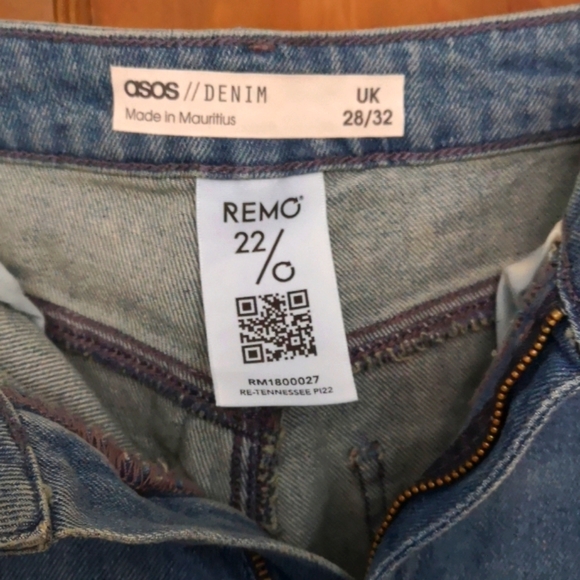 asos // DENIM
Made in Mauritius
UK
28/32
REMO
22
/
RM1800027
RE-TENNESSEE PI22